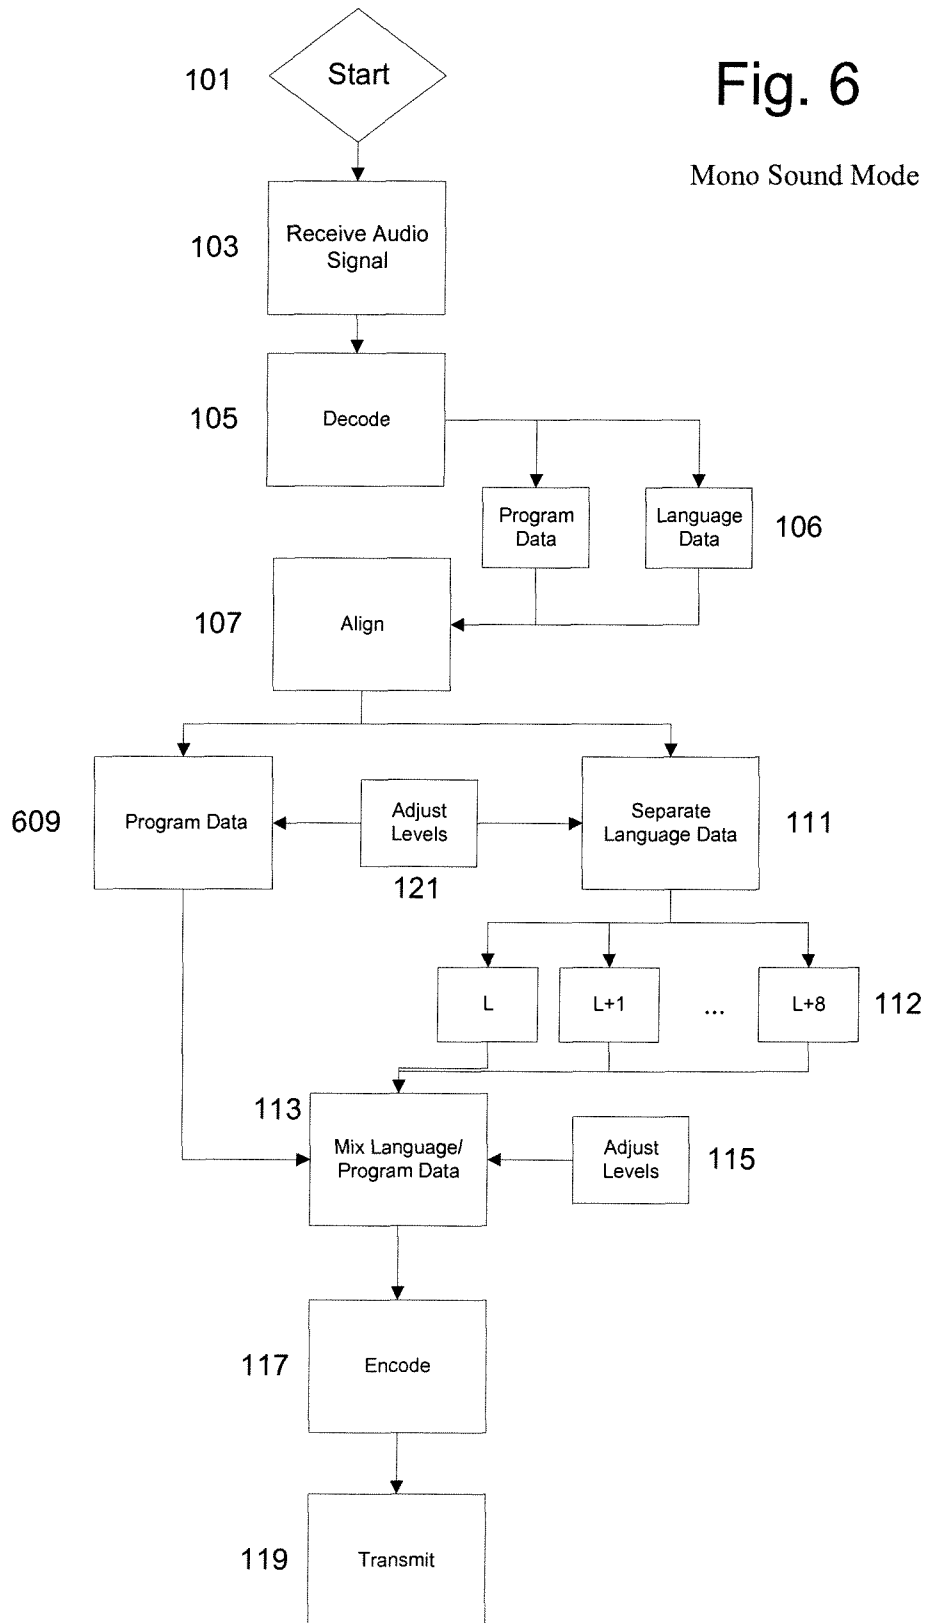 Fig. 6
Mono Sound Mode
101
Start
103
Receive Audio
Signal
105
Decode
Program
Data
Language
Data
106
107
Align
609
Program Data
Adjust
Levels
121
Separate
Language Data
111
L
L+1
...
L+8
112
113
Mix Language/
Program Data
Adjust
Levels
115
117
Encode
119
Transmit